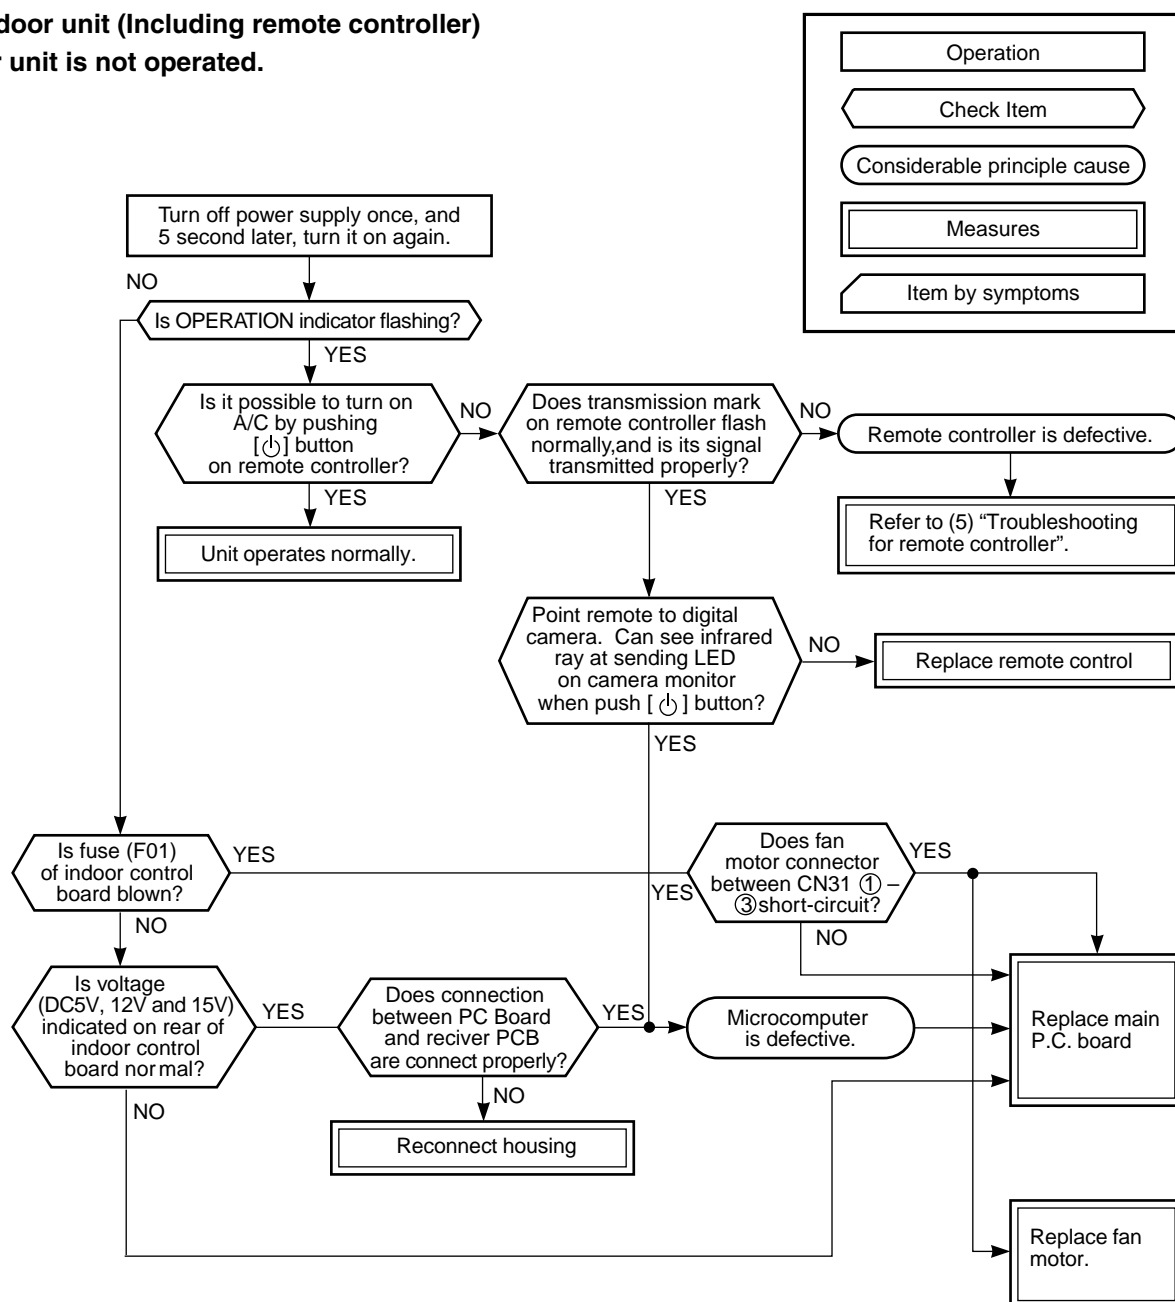 door unit (Including remote controller)
unit is not operated.
Operation
Check Item
Considerable principle cause
Measures
Item by symptoms
Turn off power supply once, and
5 second later, turn it on again.
NO
Is OPERATION indicator flashing?
YES
Is it possible to turn on
A/C by pushing
[⏻] button
on remote controller?
NO
Does transmission mark
on remote controller flash
normally,and is its signal
transmitted properly?
NO
Remote controller is defective.
YES
YES
Unit operates normally.
Refer to (5) “Troubleshooting
for remote controller”.
Point remote to digital
camera. Can see infrared
ray at sending LED
on camera monitor
when push [ ⏻ ] button?
NO
Replace remote control
YES
Is fuse (F01)
of indoor control
board blown?
YES
YES
Does fan
motor connector
between CN31 ① –
③short-circuit?
YES
NO
NO
Is voltage
(DC5V, 12V and 15V)
indicated on rear of
indoor control
board normal?
YES
Does connection
between PC Board
and reciver PCB
are connect properly?
YES
Microcomputer
is defective.
Replace main
P.C. board
NO
NO
Reconnect housing
Replace fan
motor.